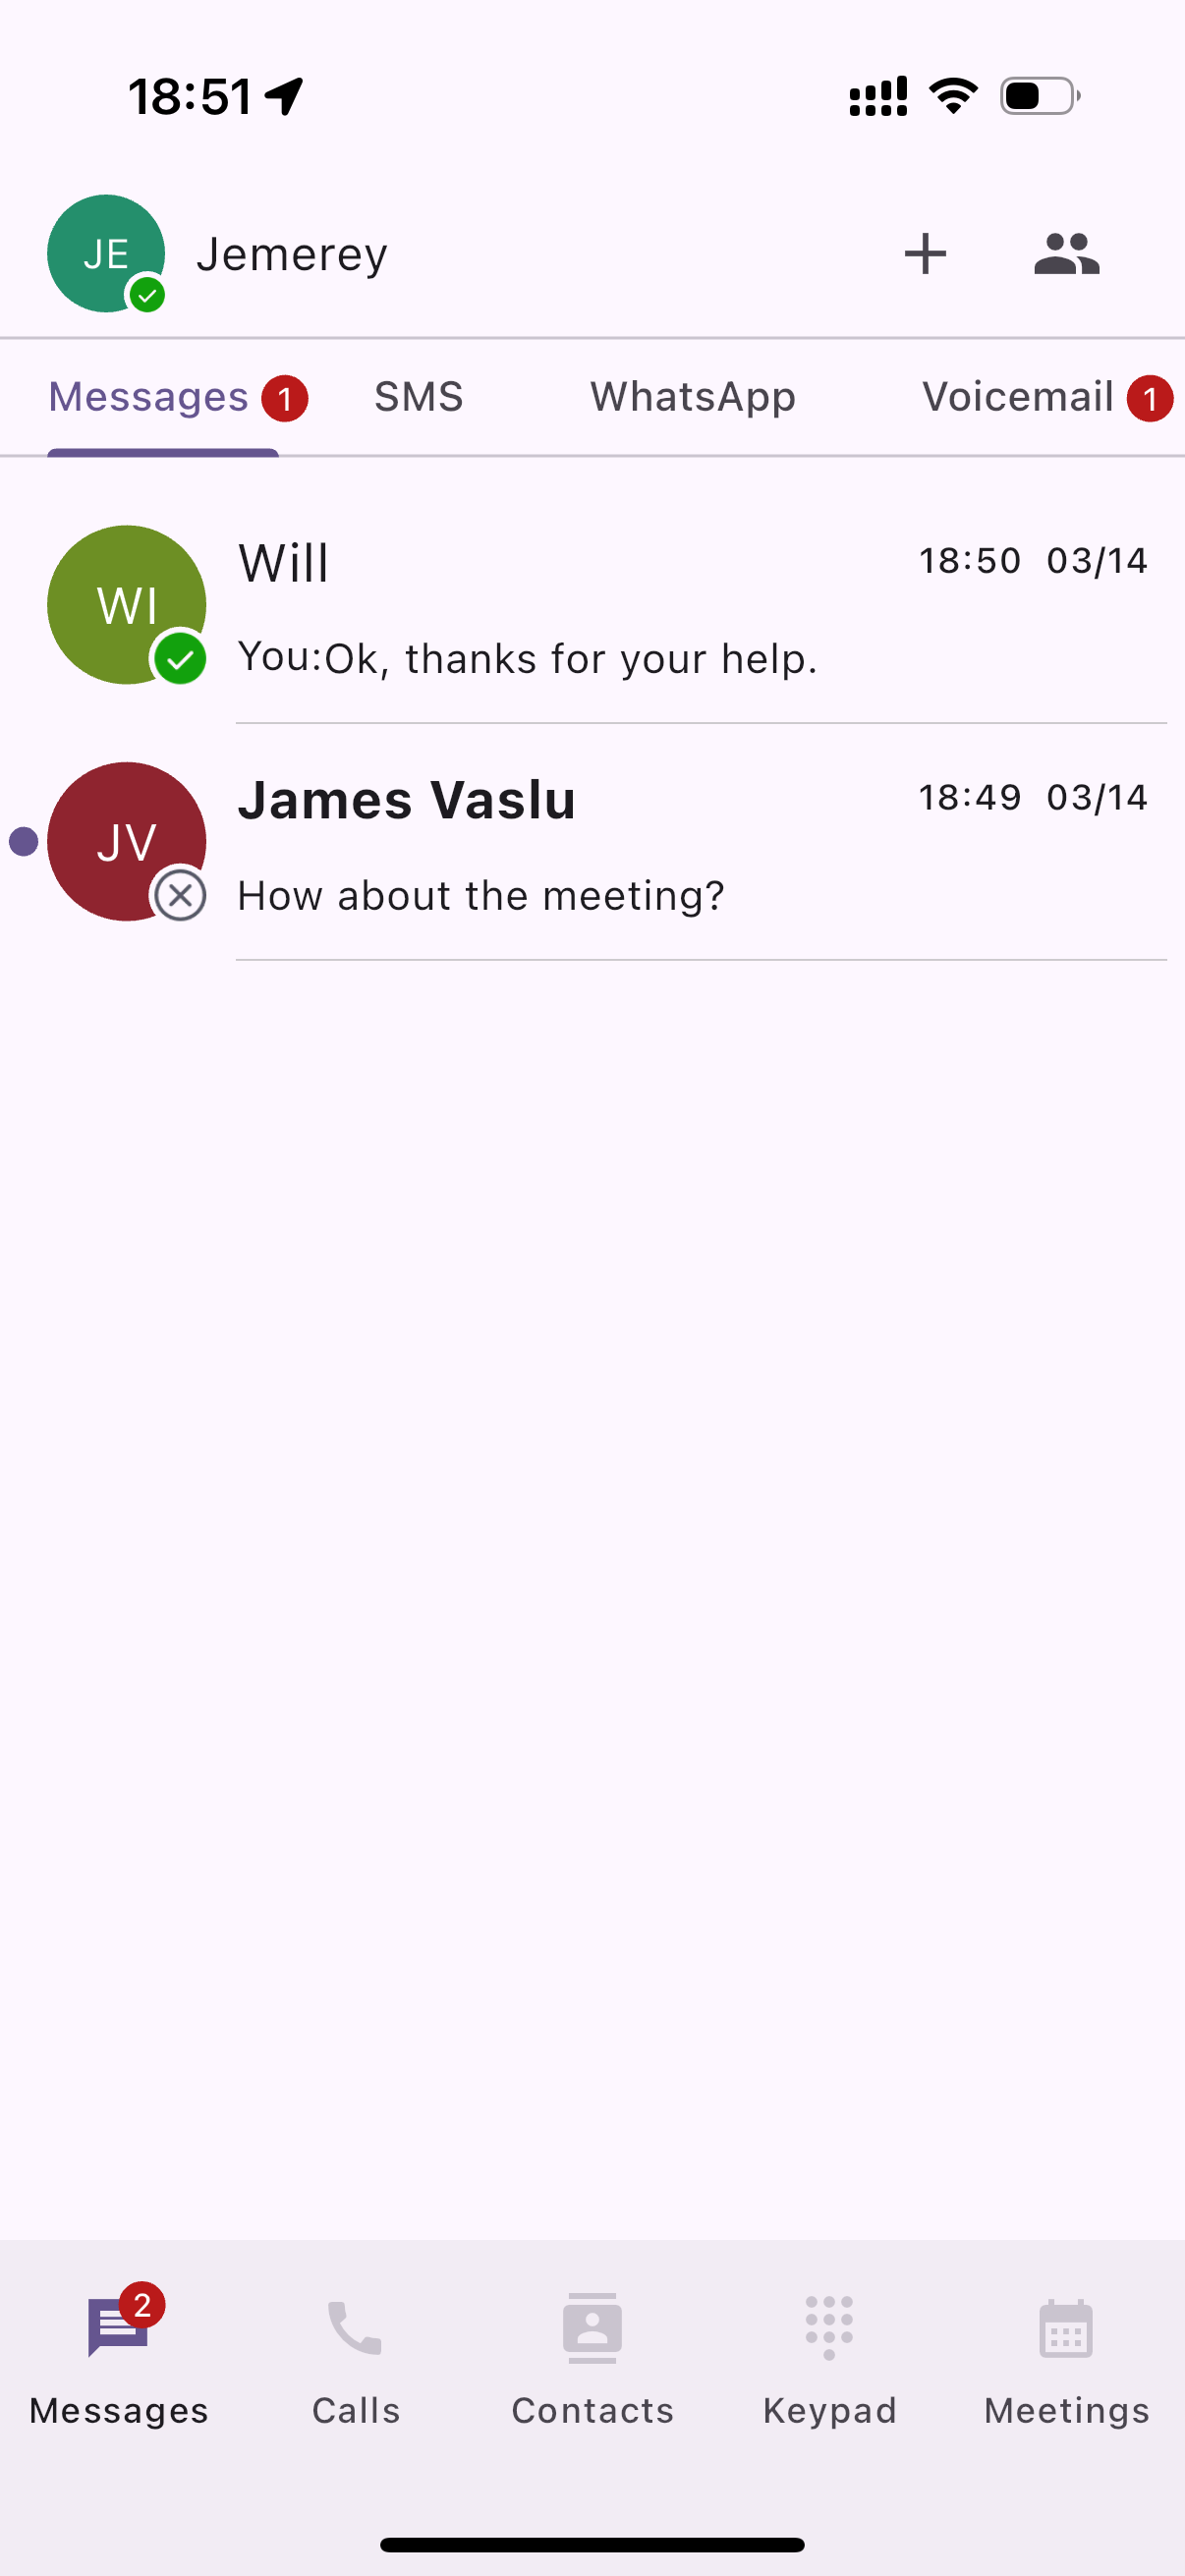 18:51
JE Jemerey
Messages 1 SMS WhatsApp Voicemail 1
WI Will 18:50 03/14
You:Ok, thanks for your help.
JV James Vaslu 18:49 03/14
How about the meeting?
2
Messages Calls Contacts Keypad Meetings